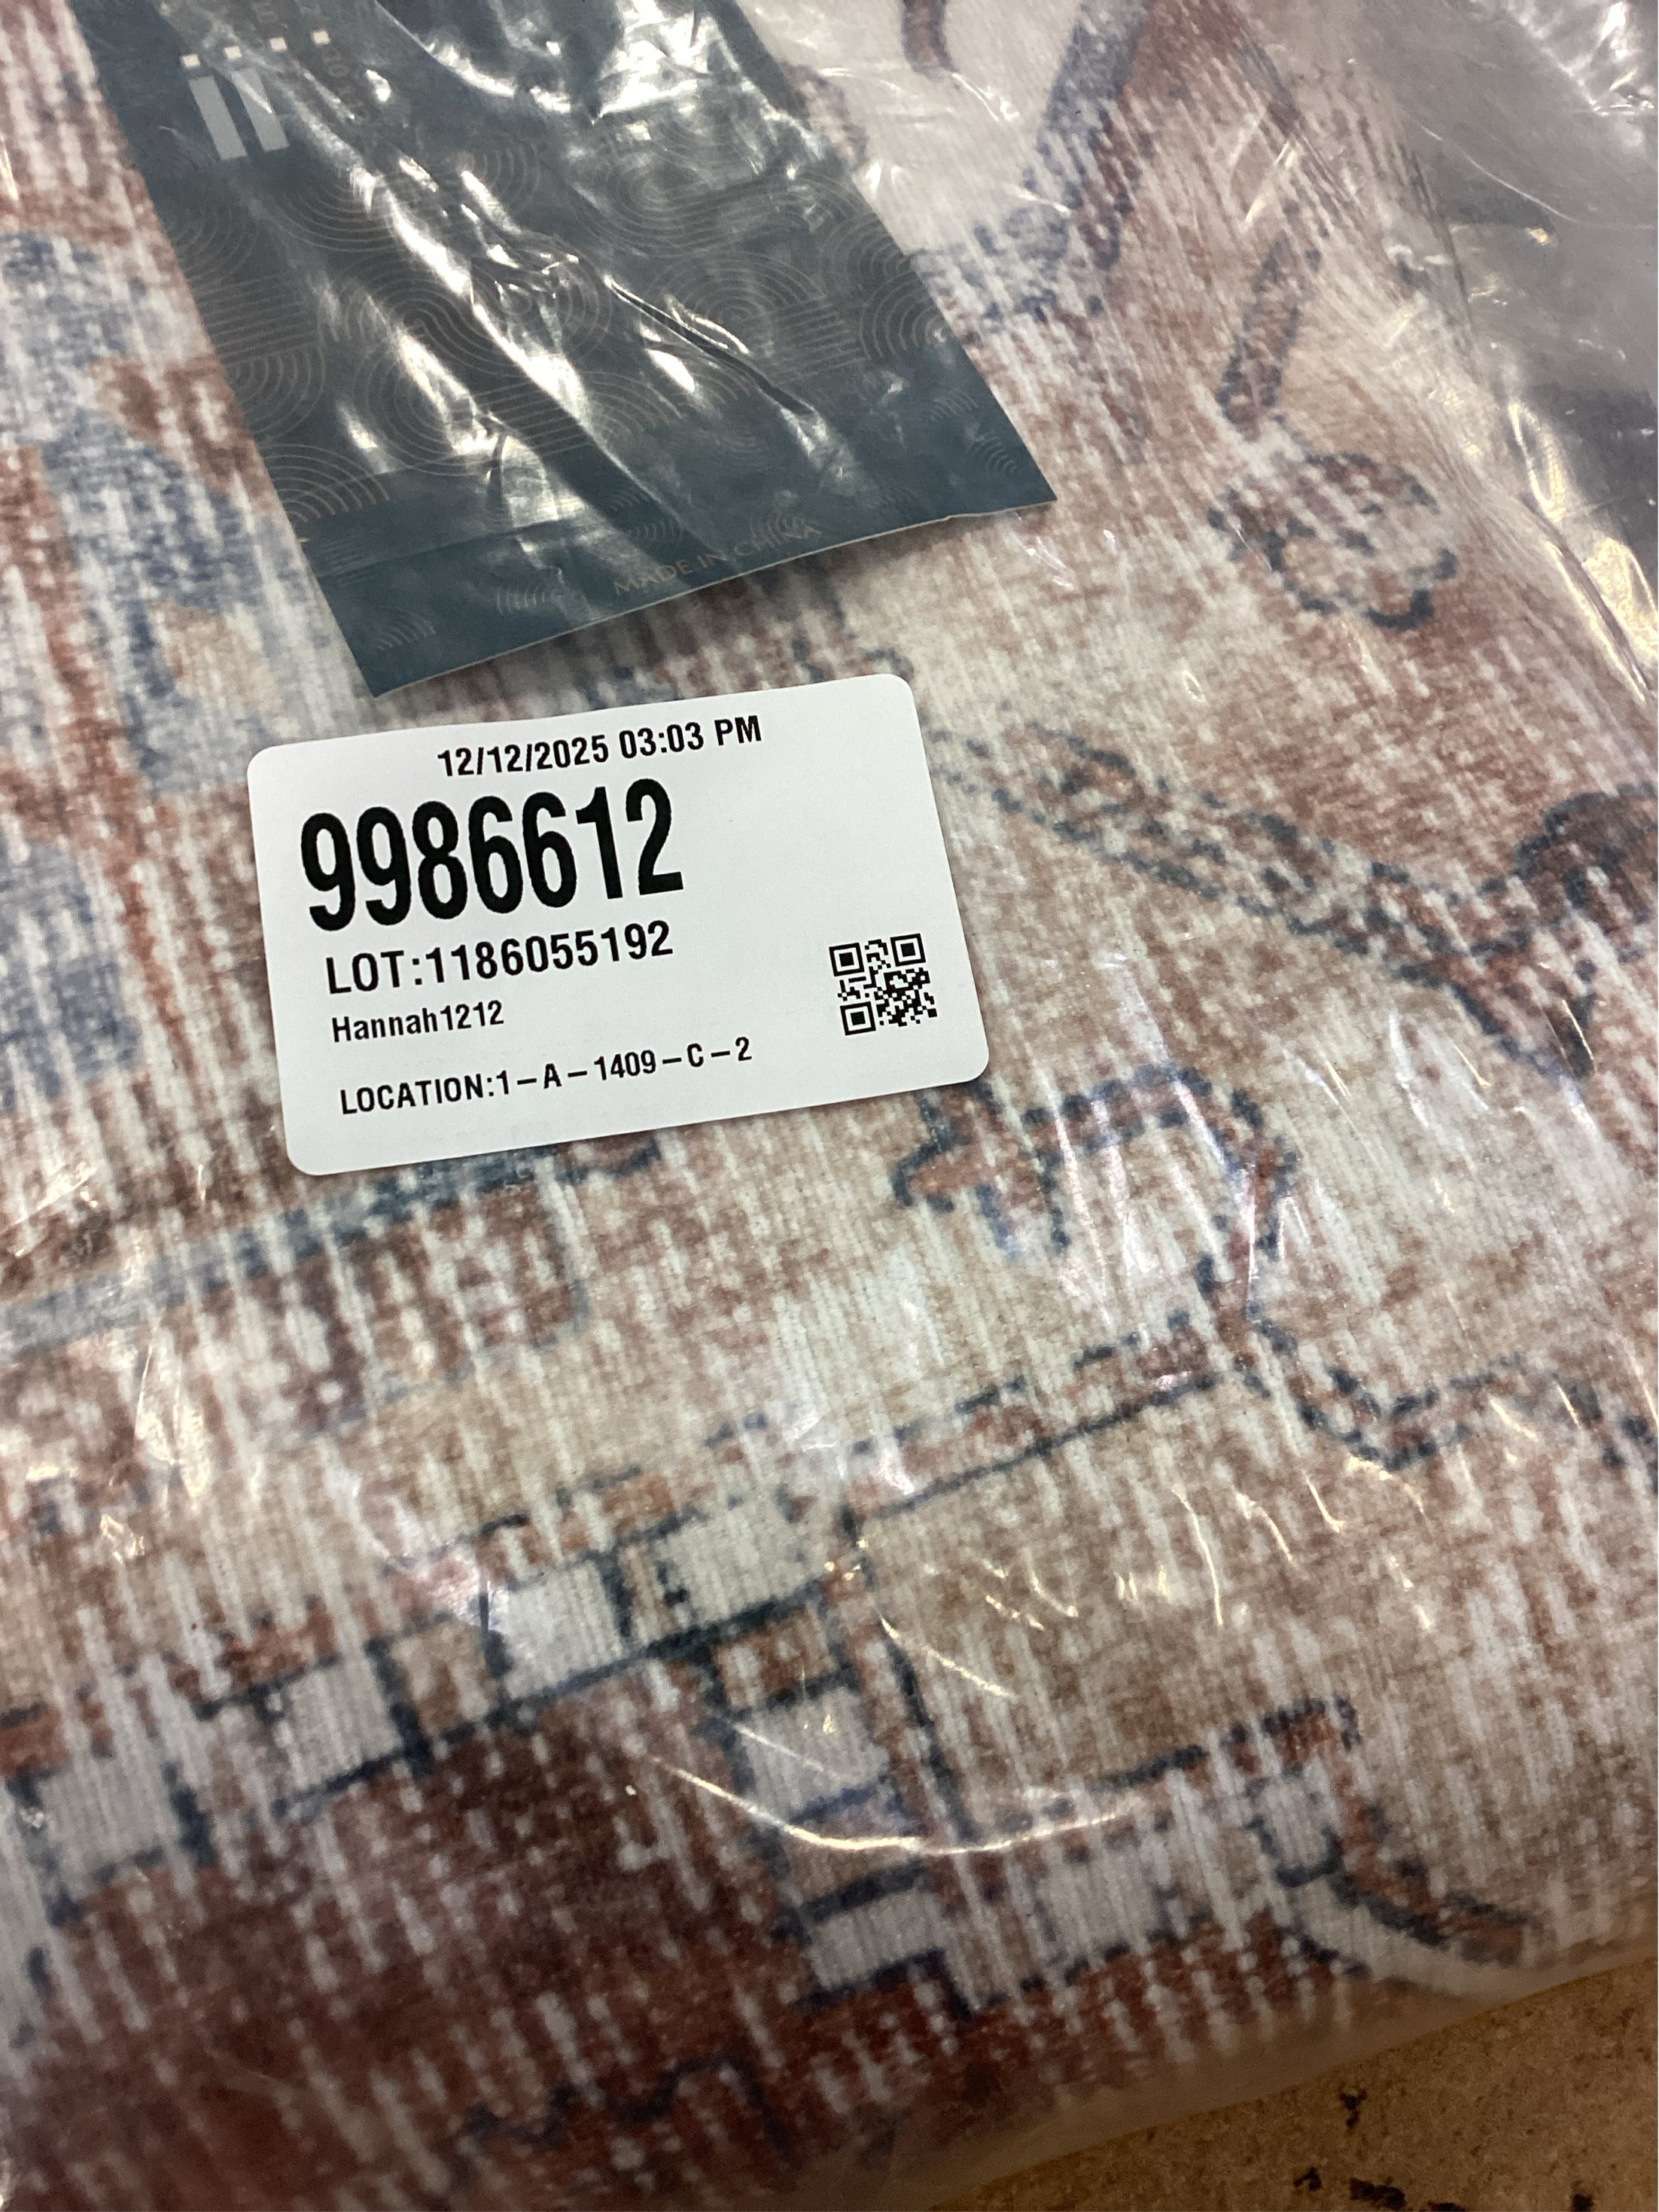 MADE IN CHINA
12/12/2025 03:03 PM
9986612
LOT:1186055192
Hannah1212
LOCATION:1-A-1409-C-2